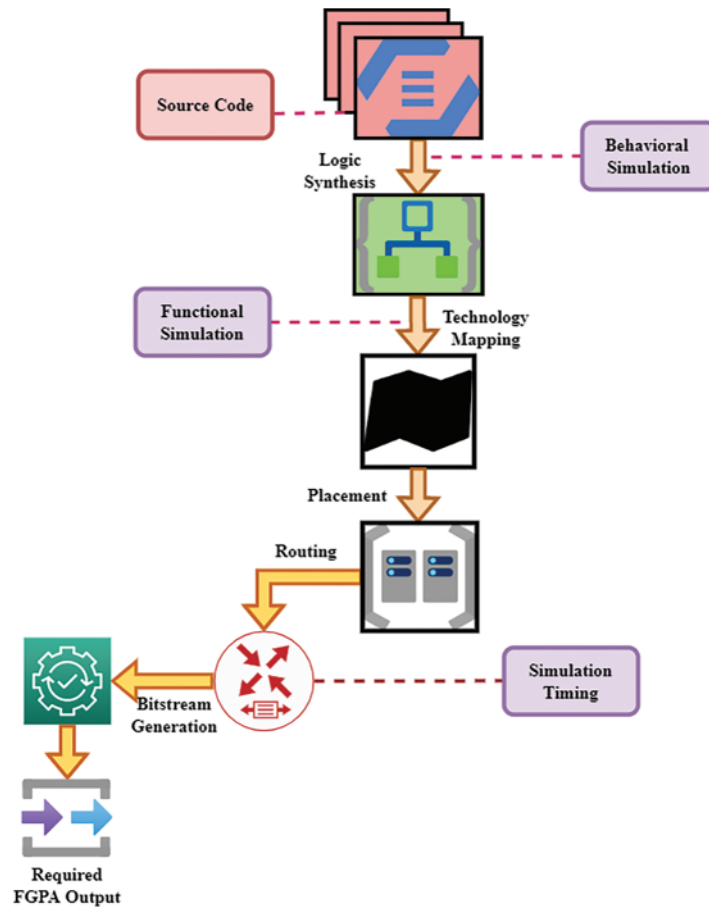 Source Code
Behavioral
Simulation
Logic
Synthesis
Functional
Simulation
Technology
Mapping
Placement
Routing
Simulation
Timing
Bitstream
Generation
Required
FGPA Output